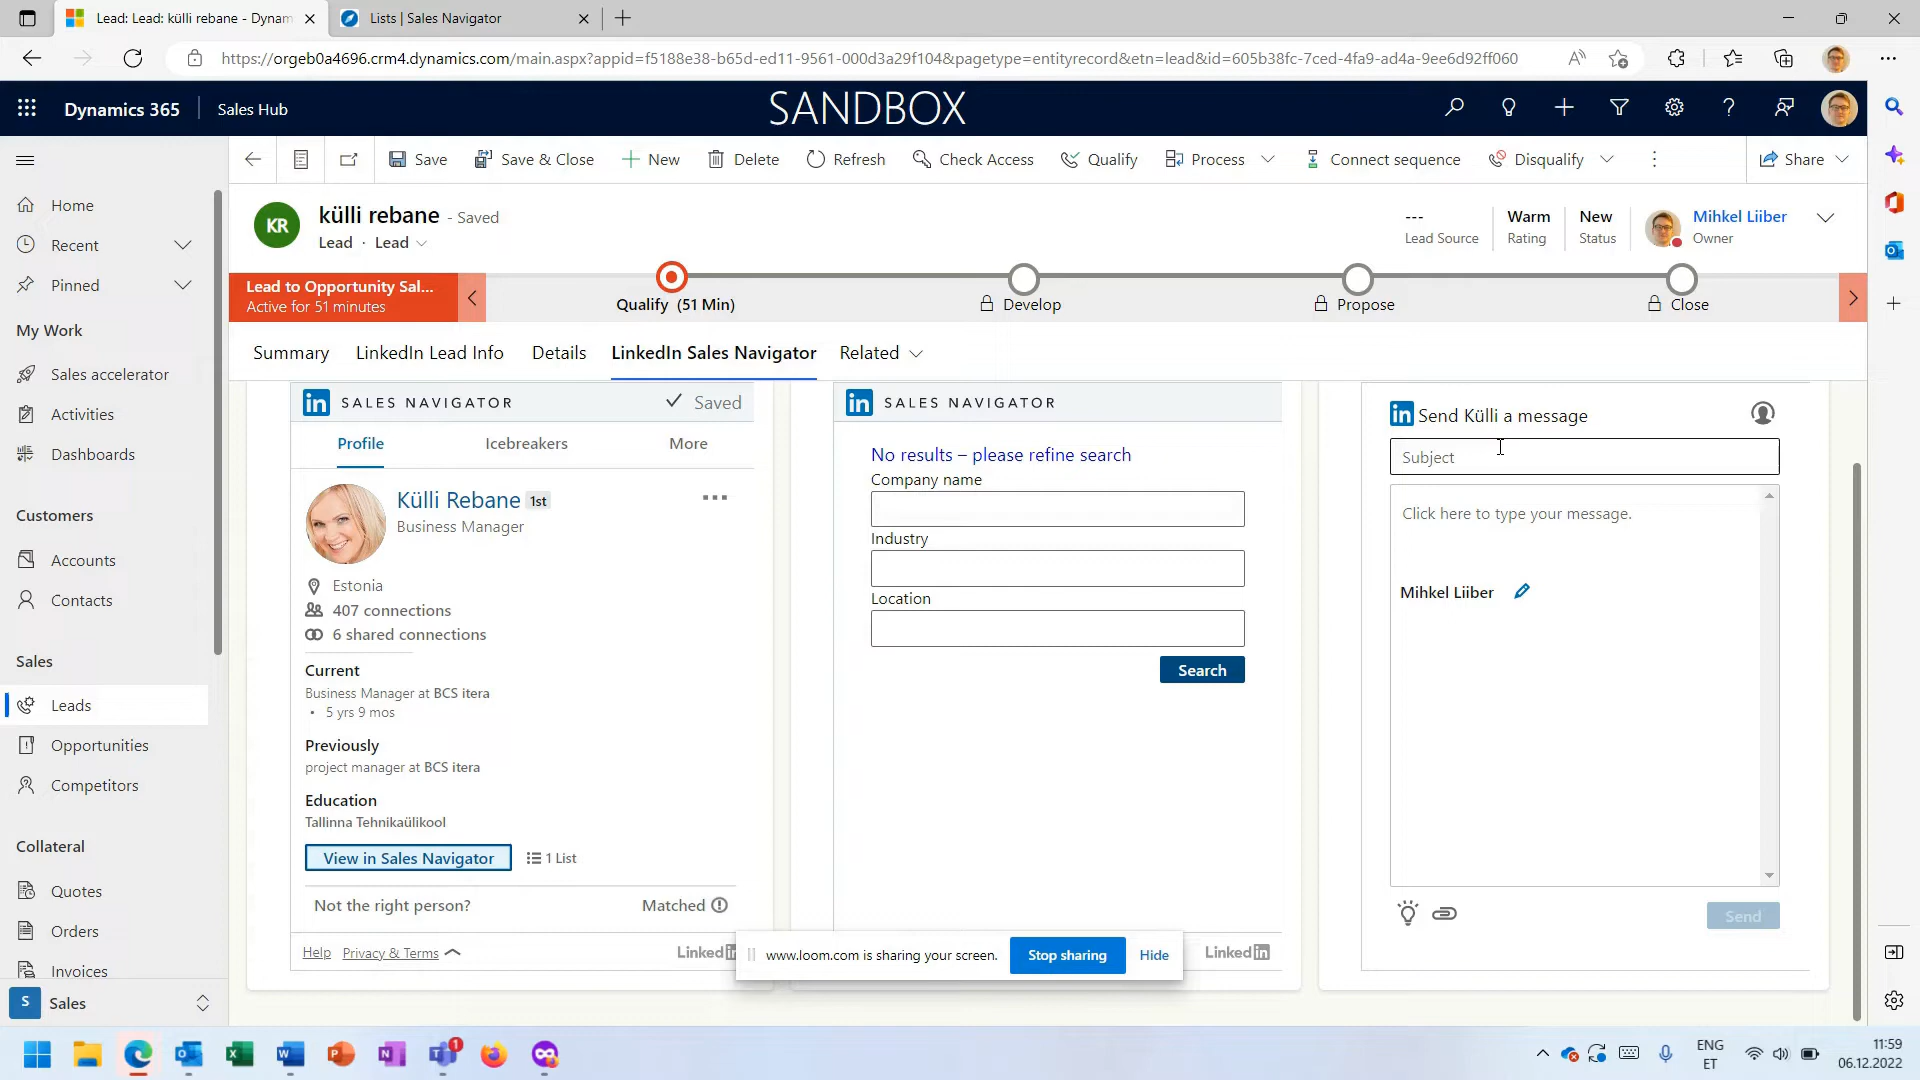 Lead: Lead: külli rebane - Dynam
Lists | Sales Navigator
https://orgeb0a4696.crm4.dynamics.com/main.aspx?appid=f5188e38-b65d-ed11-9561-000d3a29f104&pagetype=entityrecord&etn=lead&id=605b38fc-7ced-4fa9-ad4a-9ee6d92ff060
Dynamics 365
Sales Hub
SANDBOX
Save
Save & Close
New
Delete
Refresh
Check Access
Qualify
Process
Connect sequence
Disqualify
Share
Home
Recent
Pinned
My Work
Sales accelerator
Activities
Dashboards
Customers
Accounts
Contacts
Sales
Leads
Opportunities
Competitors
Collateral
Quotes
Orders
Invoices
S Sales
KR
külli rebane - Saved
Lead · Lead
---
Lead Source
Warm
Rating
New
Status
Mihkel Liiber
Owner
Lead to Opportunity Sal...
Active for 51 minutes
Qualify (51 Min)
Develop
Propose
Close
Summary
LinkedIn Lead Info
Details
LinkedIn Sales Navigator
Related
in SALES NAVIGATOR
Saved
Profile
Icebreakers
More
Külli Rebane 1st
Business Manager
Estonia
407 connections
6 shared connections
Current
Business Manager at BCS itera
• 5 yrs 9 mos
Previously
project manager at BCS itera
Education
Tallinna Tehnikaülikool
View in Sales Navigator
1 List
Not the right person?
Matched
Help
Privacy & Terms
Linkedin
in SALES NAVIGATOR
No results – please refine search
Company name
Industry
Location
Search
LinkedIn
in Send Külli a message
Subject
Click here to type your message.
Mihkel Liiber
Send
www.loom.com is sharing your screen.
Stop sharing
Hide
1
ENG
ET
11:59
06.12.2022